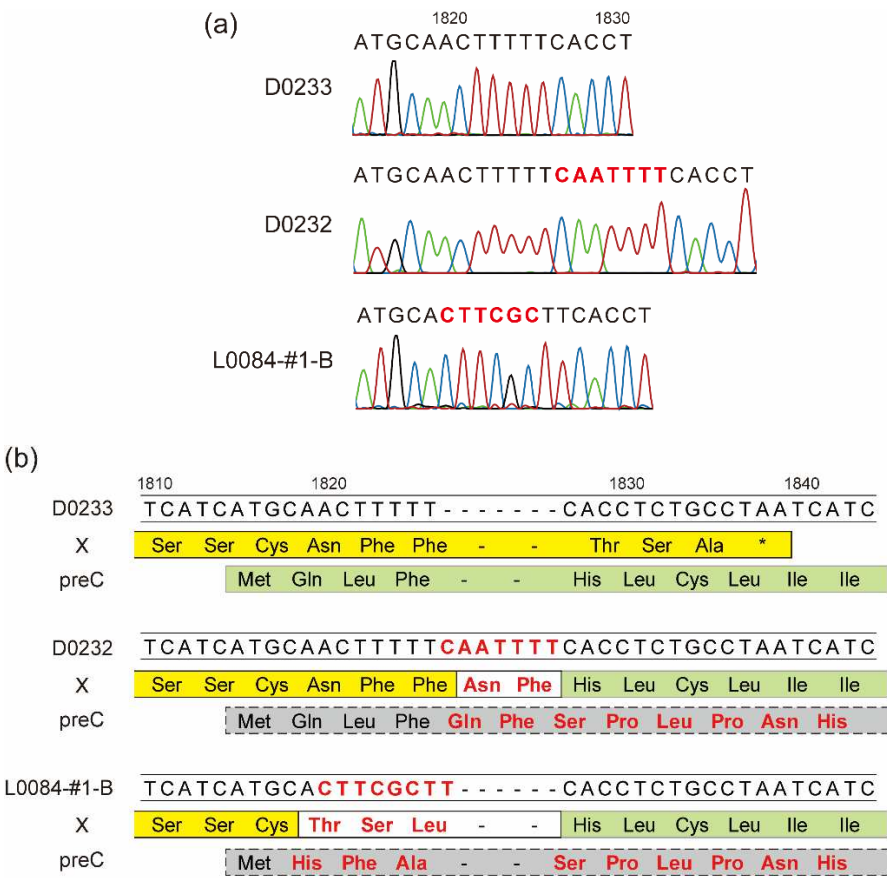 (a)
1820 1830
ATGCAACTTTTTCACCT
D0233
ATGCAACTTTTTCAATTTTCACCT
D0232
ATGCACTTCGCTTCACCT
L0084-#1-B
(b)
1810 1820 1830 1840
D0233 TCATCATGCAACTTTTT-------CACCTCTGCCTAATCATC
X Ser Ser Cys Asn Phe Phe - - Thr Ser Ala *
preC Met Gln Leu Phe - - His Leu Cys Leu Ile Ile
D0232 TCATCATGCAACTTTTTCAATTTTCACCTCTGCCTAATCATC
X Ser Ser Cys Asn Phe Phe Asn Phe His Leu Cys Leu Ile Ile
preC Met Gln Leu Phe Gln Phe Ser Pro Leu Pro Asn His
L0084-#1-B TCATCATGCACTTCGCTT------CACCTCTGCCTAATCATC
X Ser Ser Cys Thr Ser Leu - - His Leu Cys Leu Ile Ile
preC Met His Phe Ala - - Ser Pro Leu Pro Asn His